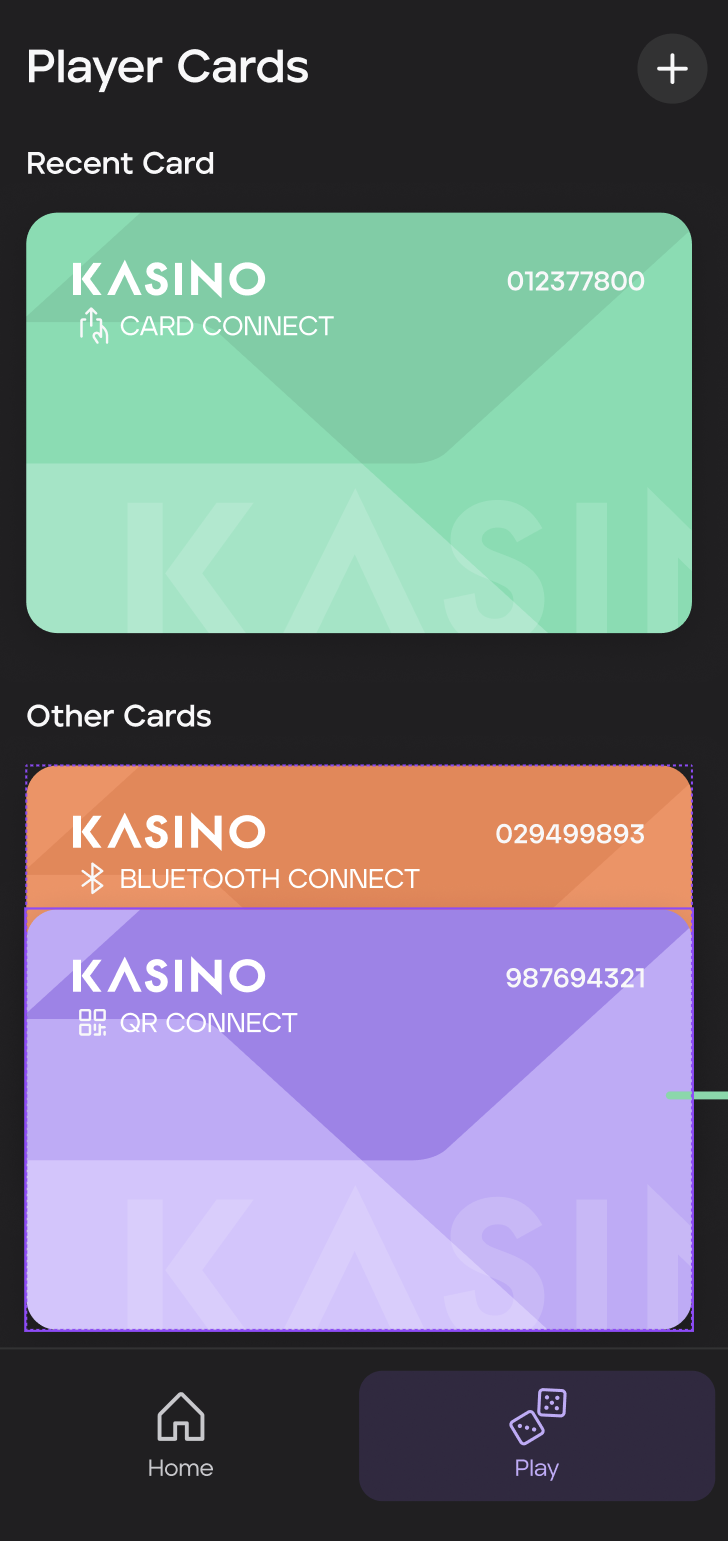 Player Cards
Recent Card
KASINO
012377800
CARD CONNECT
KASIN
Other Cards
KASINO
029499893
BLUETOOTH CONNECT
KASINO
987694321
QR CONNECT
KASIN
Home
Play